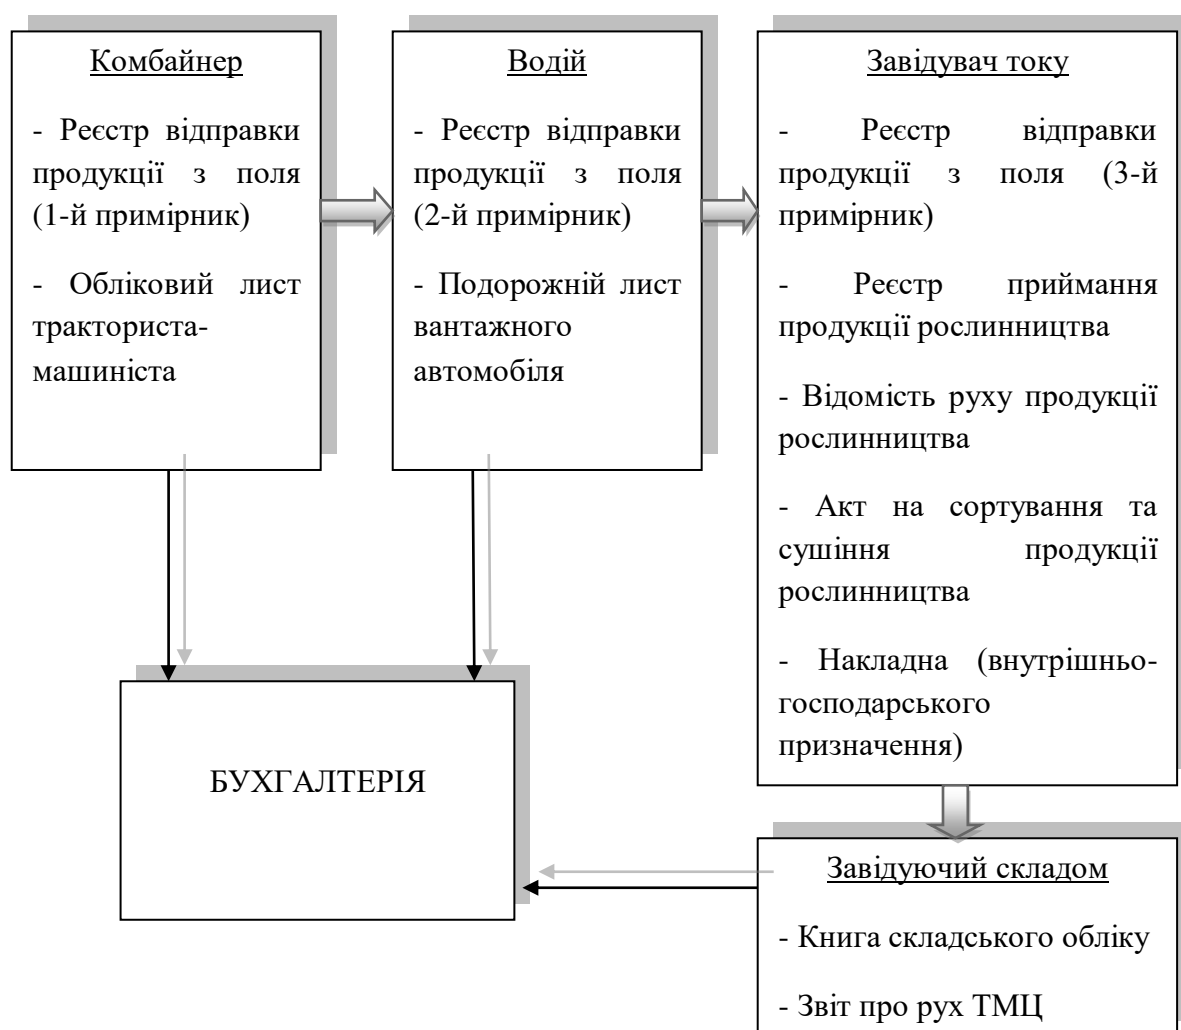 Комбайнер
- Реєстр відправки
продукції з поля
(1-й примірник)
- Обліковий лист
тракториста-
машиніста
Водій
- Реєстр відправки
продукції з поля
(2-й примірник)
- Подорожній лист
вантажного
автомобіля
Завідувач току
- Реєстр відправки
продукції з поля (3-й
примірник)
- Реєстр приймання
продукції рослинництва
- Відомість руху продукції
рослинництва
- Акт на сортування та
сушіння продукції
рослинництва
- Накладна (внутрішньо-
господарського
призначення)
БУХГАЛТЕРІЯ
Завідуючий складом
- Книга складського обліку
- Звіт про рух ТМЦ